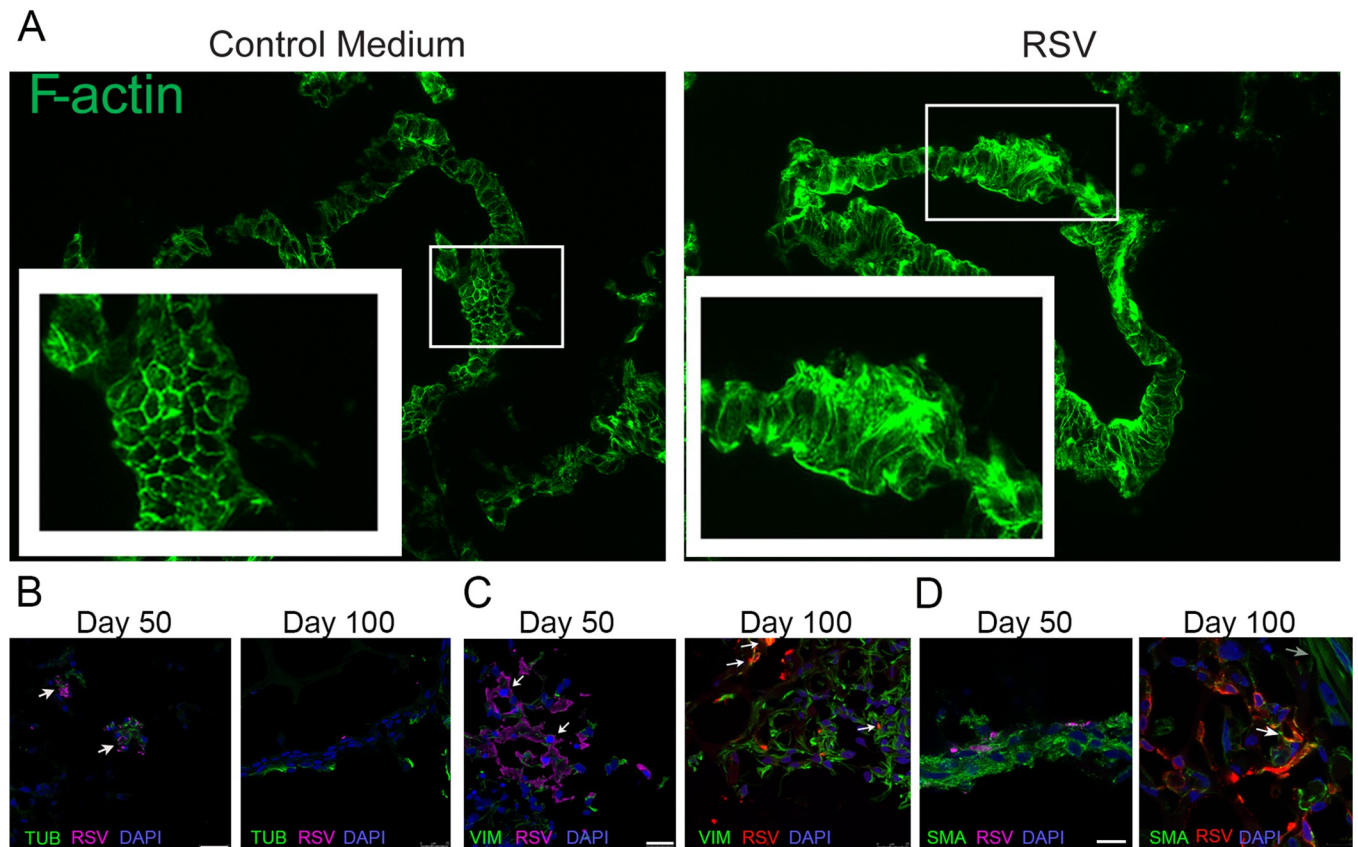 A
Control Medium
RSV
F-actin
B
Day 50
Day 100
C
Day 50
Day 100
D
Day 50
Day 100
TUB RSV DAPI
TUB RSV DAPI
VIM RSV DAPI
VIM RSV DAPI
SMA RSV DAPI
SMA RSV DAPI